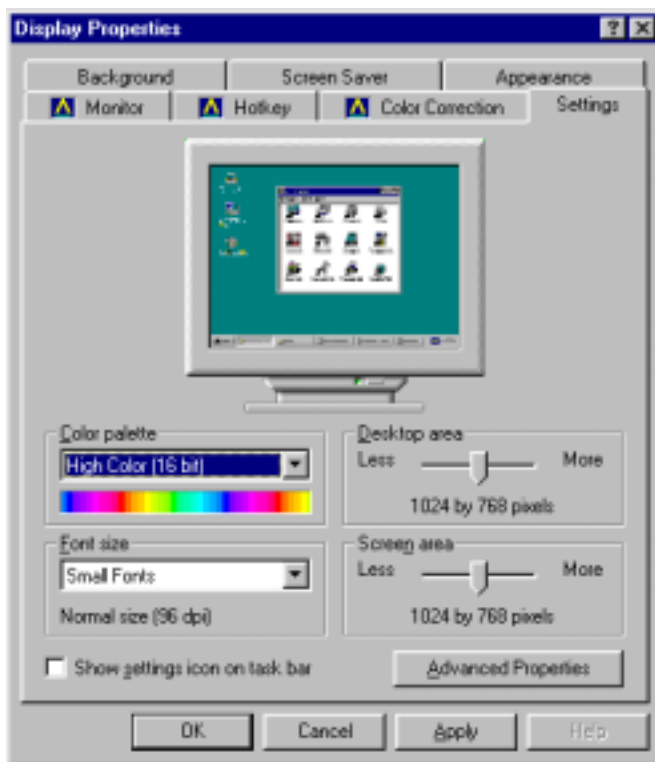 Display Properties
Background Screen Saver Appearance
Monitor Hotkey Color Correction Settings
Color palette
High Color (16 bit)
Desktop area
Less More
1024 by 768 pixels
Font size
Small Fonts
Normal size (96 dpi)
Screen area
Less More
1024 by 768 pixels
Show settings icon on task bar
Advanced Properties
OK Cancel Apply Help